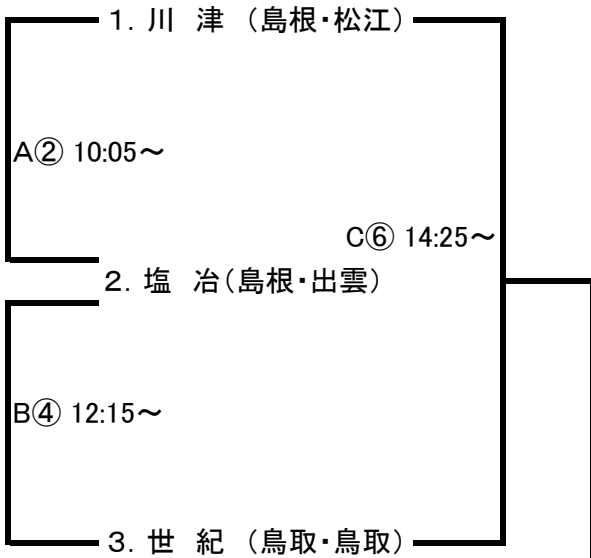 1. 川　津　（島根・松江）
A② 10:05～
C⑥ 14:25～
2. 塩　冶（島根・出雲）
B④ 12:15～
3. 世　紀　（鳥取・鳥取）